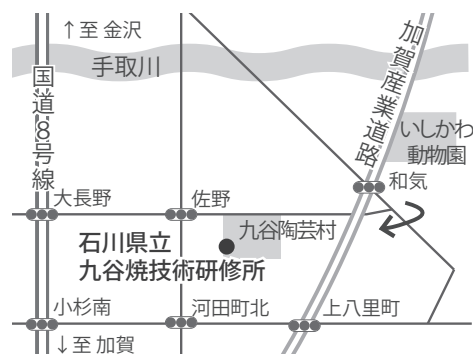 ↑至 金沢
手取川
国道8号線
加賀産業道路
いしかわ
動物園
和気
大長野
佐野
九谷陶芸村
石川県立
九谷焼技術研修所
小杉南
河田町北
上八里町
↓至 加賀